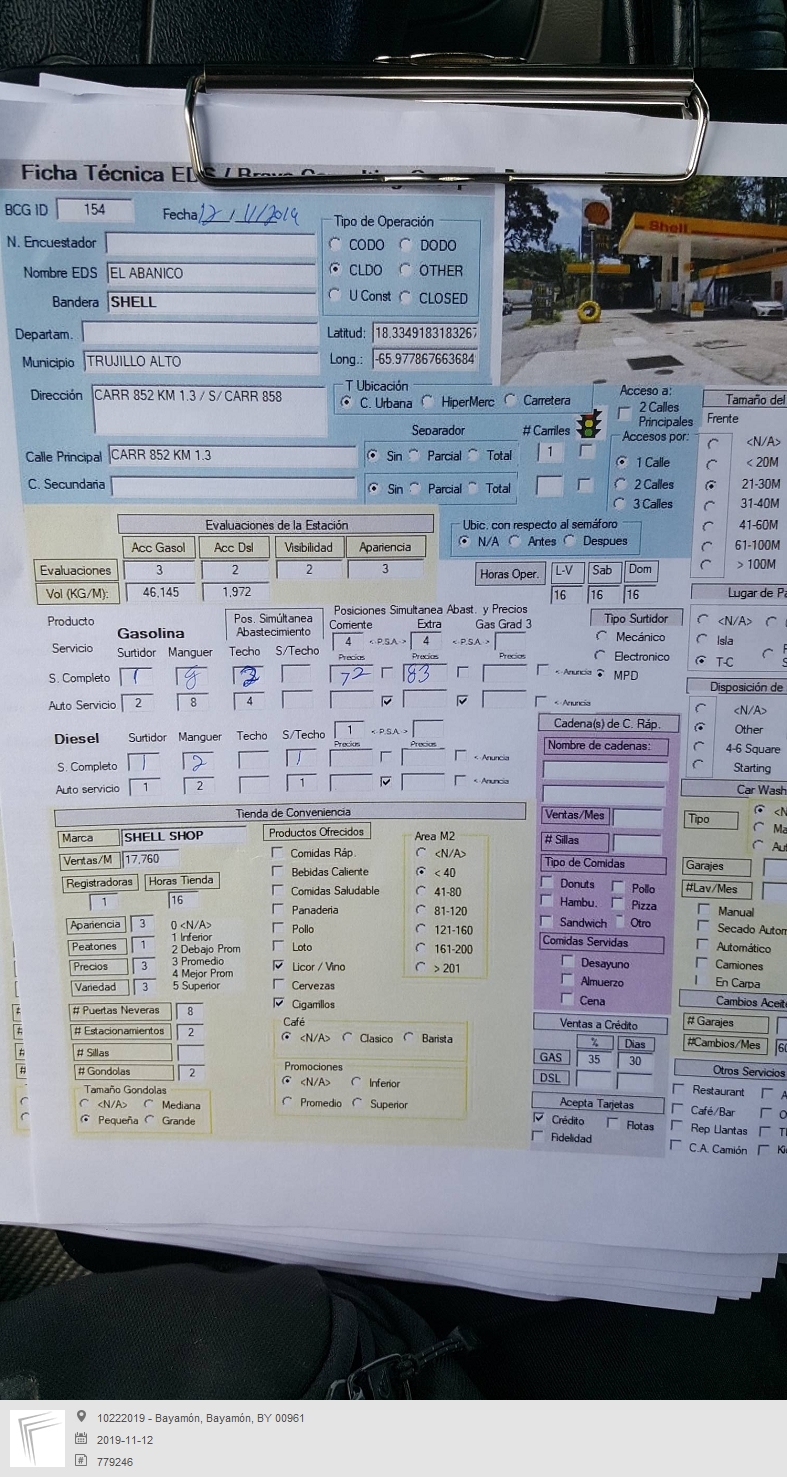 Ficha Técnica EDS /
BCG ID 154 Fecha 12 / 11/2019
N. Encuestador
Nombre EDS EL ABANICO
Bandera SHELL
Departam.
Municipio TRUJILLO ALTO
Dirección CARR 852 KM 1.3 / S/ CARR 858
Calle Principal CARR 852 KM 1.3
C. Secundaria
Tipo de Operación
CODO DODO
CLDO OTHER
U Const CLOSED
Latitud: 18.3349183183267
Long.: -65.977867663684
Shell
T Ubicación
C. Urbana HiperMerc Carretera
Separador # Carriles
Sin Parcial Total 1
Sin Parcial Total
Acceso a:
2 Calles
Principales
Accesos por:
1 Calle
2 Calles
3 Calles
Tamaño del
Frente
<N/A>
< 20M
21-30M
31-40M
41-60M
61-100M
> 100M
Evaluaciones de la Estación
Acc Gasol Acc Dsl Visibilidad Apariencia
Evaluaciones 3 2 2 3
Vol (KG/M): 46,145 1,972
Ubic. con respecto al semáforo
N/A Antes Despues
Horas Oper. L-V Sab Dom
16 16 16
Producto
Servicio
Gasolina
Surtidor Manguer
Pos. Simúltanea
Abastecimiento
Techo S/Techo
Posiciones Simultanea Abast. y Precios
Corriente Extra Gas Grad 3
4 <-P.S.A.-> 4 <-P.S.A.->
Precios Precios Precios
S. Completo 1 8 72 83 <-Anuncia
Auto Servicio 2 8 4 <-Anuncia
Tipo Surtidor
Mecánico
Electronico
MPD
Lugar de
<N/A>
Isla
T-C
Disposición de
<N/A>
Other
4-6 Square
Starting
Diesel Surtidor Manguer Techo S/Techo 1 <-P.S.A.->
Precios Precios
S. Completo 1 2 1 <-Anuncia
Auto servicio 1 2 1 <-Anuncia
Tienda de Conveniencia
Marca SHELL SHOP
Ventas/M 17,760
Registradoras Horas Tienda
1 16
Apariencia 3
Peatones 1
Precios 3
Variedad 3
0 <N/A>
1 Inferior
2 Debajo Prom
3 Promedio
4 Mejor Prom
5 Superior
# Puertas Neveras 8
# Estacionamientos 2
# Sillas
# Gondolas 2
Tamaño Gondolas
<N/A> Mediana
Pequeña Grande
Productos Ofrecidos
Comidas Ráp.
Bebidas Caliente
Comidas Saludable
Panaderia
Pollo
Loto
Licor / Vino
Cervezas
Cigarrillos
Area M2
<N/A>
< 40
41-80
81-120
121-160
161-200
> 201
Café
<N/A> Clasico Barista
Promociones
<N/A> Inferior
Promedio Superior
Cadena(s) de C. Ráp.
Nombre de cadenas:
Ventas/Mes
# Sillas
Tipo de Comidas
Donuts Pollo
Hambu. Pizza
Sandwich Otro
Comidas Servidas
Desayuno
Almuerzo
Cena
Ventas a Crédito
% Dias
GAS 35 30
DSL
Acepta Tarjetas
Crédito Flotas
Fidelidad
Car Wash
Tipo
Garajes
#Lav/Mes
Manual
Secado Autom
Automático
Camiones
En Carpa
Cambios Aceit
# Garajes
#Cambios/Mes
Otros Servicios
Restaurant
Café/Bar
Rep Llantas
C.A. Camión
10222019 - Bayamón, Bayamón, BY 00961
2019-11-12
779246